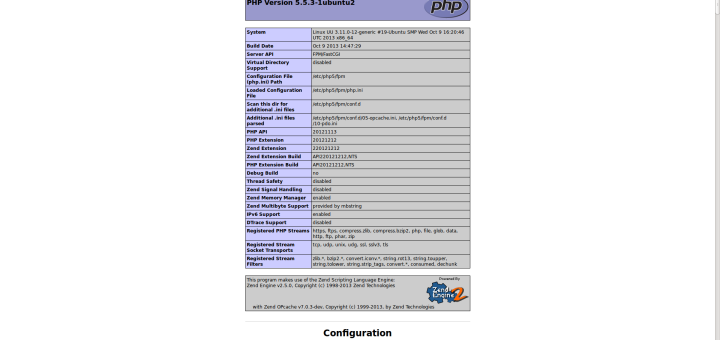 PHP Version 5.5.3-1ubuntu2
php
System Linux UU 3.11.0-12-generic #19-Ubuntu SMP Wed Oct 9 16:20:46
UTC 2013 x86_64
Build Date Oct 9 2013 14:47:29
Server API FPM/FastCGI
Virtual Directory Support disabled
Configuration File (php.ini) Path /etc/php5/fpm
Loaded Configuration File /etc/php5/fpm/php.ini
Scan this dir for additional .ini files /etc/php5/fpm/conf.d
Additional .ini files parsed /etc/php5/fpm/conf.d/05-opcache.ini, /etc/php5/fpm/conf.d
/10-pdo.ini
PHP API 20121113
PHP Extension 20121212
Zend Extension 220121212
Zend Extension Build API220121212,NTS
PHP Extension Build API20121212,NTS
Debug Build no
Thread Safety disabled
Zend Signal Handling disabled
Zend Memory Manager enabled
Zend Multibyte Support provided by mbstring
IPv6 Support enabled
DTrace Support disabled
Registered PHP Streams https, ftps, compress.zlib, compress.bzip2, php, file, glob, data,
http, ftp, phar, zip
Registered Stream Socket Transports tcp, udp, unix, udg, ssl, sslv3, tls
Registered Stream Filters zlib.*, bzip2.*, convert.iconv.*, string.rot13, string.toupper,
string.tolower, string.strip_tags, convert.*, consumed, dechunk
This program makes use of the Zend Scripting Language Engine:
Zend Engine v2.5.0, Copyright (c) 1998-2013 Zend Technologies
Powered By
Zend Engine 2
with Zend OPcache v7.0.3-dev, Copyright (c) 1999-2013, by Zend Technologies
Configuration